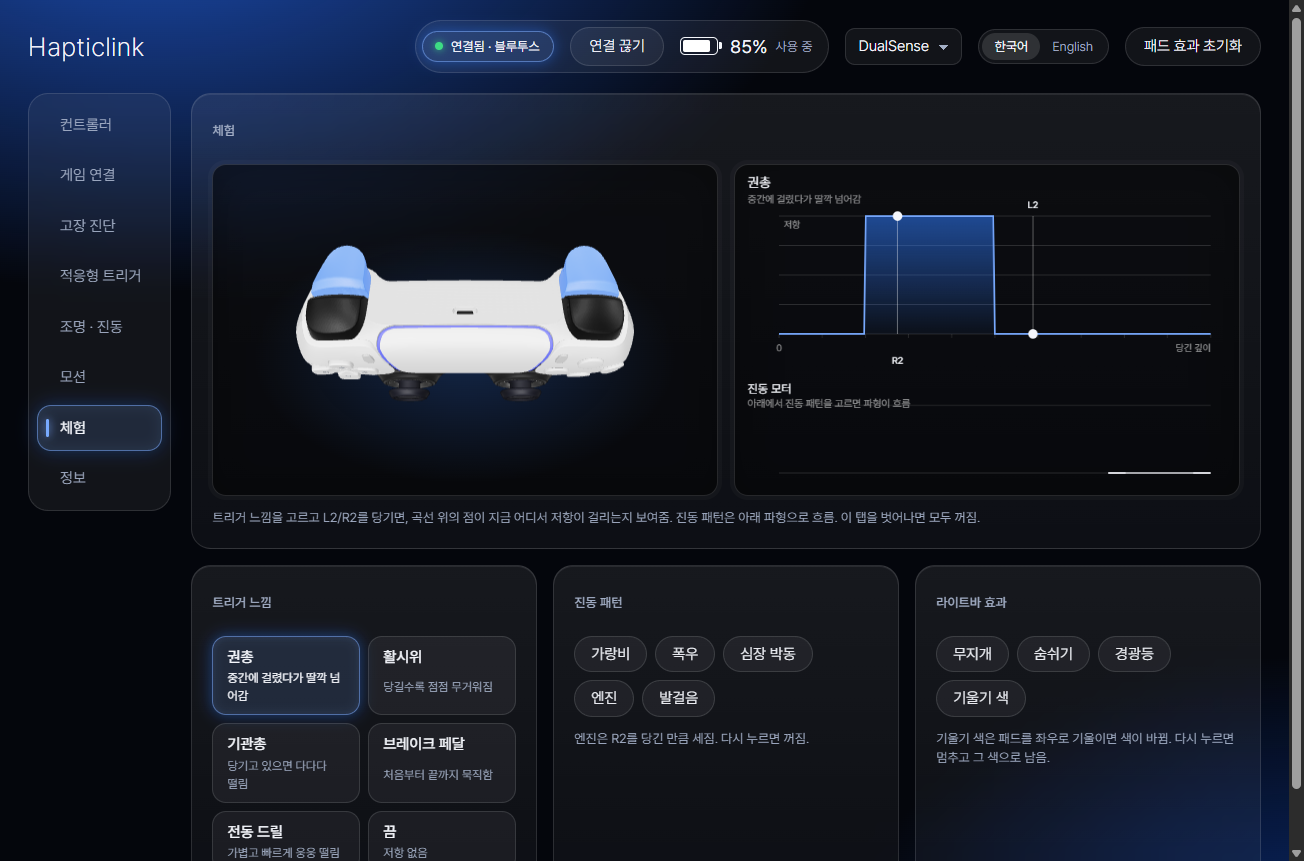 Hapticlink
연결됨 · 블루투스
연결 끊기
85% 사용 중
DualSense
한국어
English
패드 효과 초기화
컨트롤러
게임 연결
고장 진단
적응형 트리거
조명 · 진동
모션
체험
정보
체험
권총
중간에 걸렸다가 딸깍 넘어감
저항
L2
0
당긴 깊이
R2
진동 모터
아래에서 진동 패턴을 고르면 파형이 흐름
트리거 느낌을 고르고 L2/R2를 당기면, 곡선 위의 점이 지금 어디서 저항이 걸리는지 보여줌. 진동 패턴은 아래 파형으로 흐름. 이 탭을 벗어나면 모두 꺼짐.
트리거 느낌
권총
중간에 걸렸다가 딸깍 넘
어감
활시위
당길수록 점점 무거워짐
기관총
당기고 있으면 다다다
떨림
브레이크 페달
처음부터 끝까지 묵직함
전동 드릴
가볍고 빠르게 웅웅 떨림
끔
저항 없음
진동 패턴
가랑비
폭우
심장 박동
엔진
발걸음
엔진은 R2를 당긴 만큼 세짐. 다시 누르면 꺼짐.
라이트바 효과
무지개
숨쉬기
경광등
기울기 색
기울기 색은 패드를 좌우로 기울이면 색이 바뀜. 다시 누르면
멈추고 그 색으로 남음.